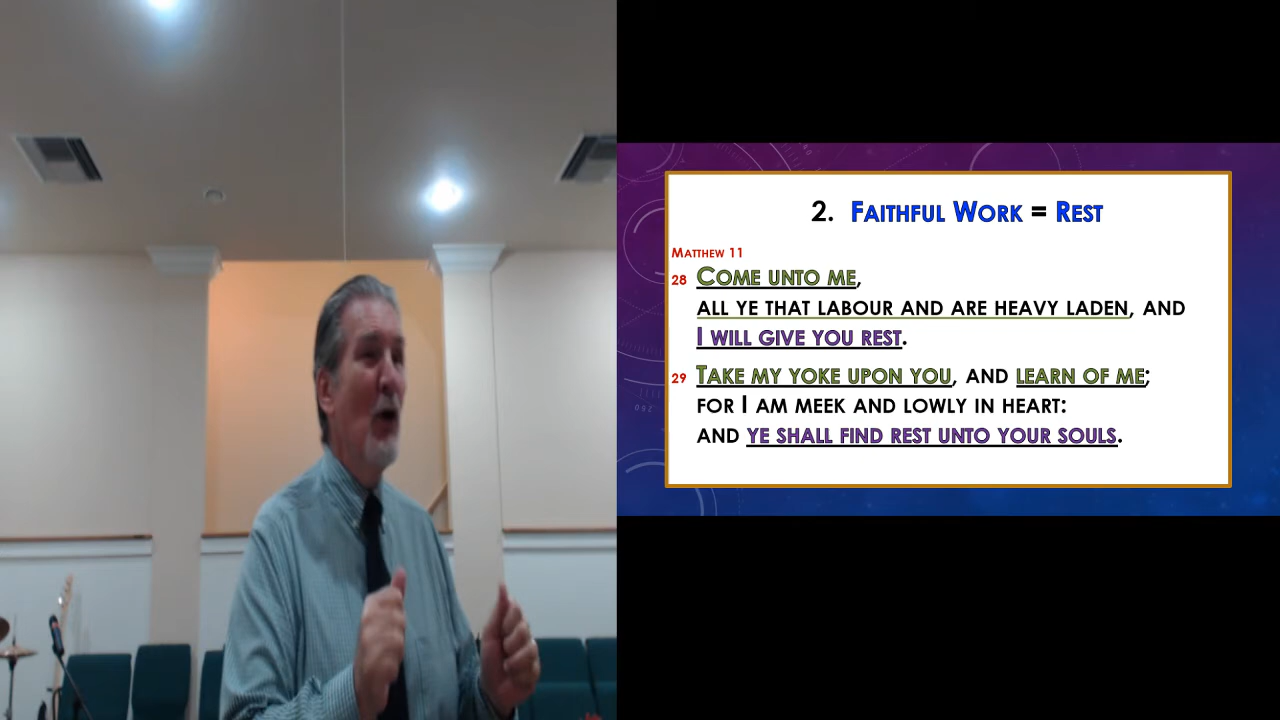 2. Faithful Work = Rest
Matthew 11
28 Come unto me,
all ye that labour and are heavy laden, and
I will give you rest.
29 Take my yoke upon you, and learn of me;
for I am meek and lowly in heart:
and ye shall find rest unto your souls.